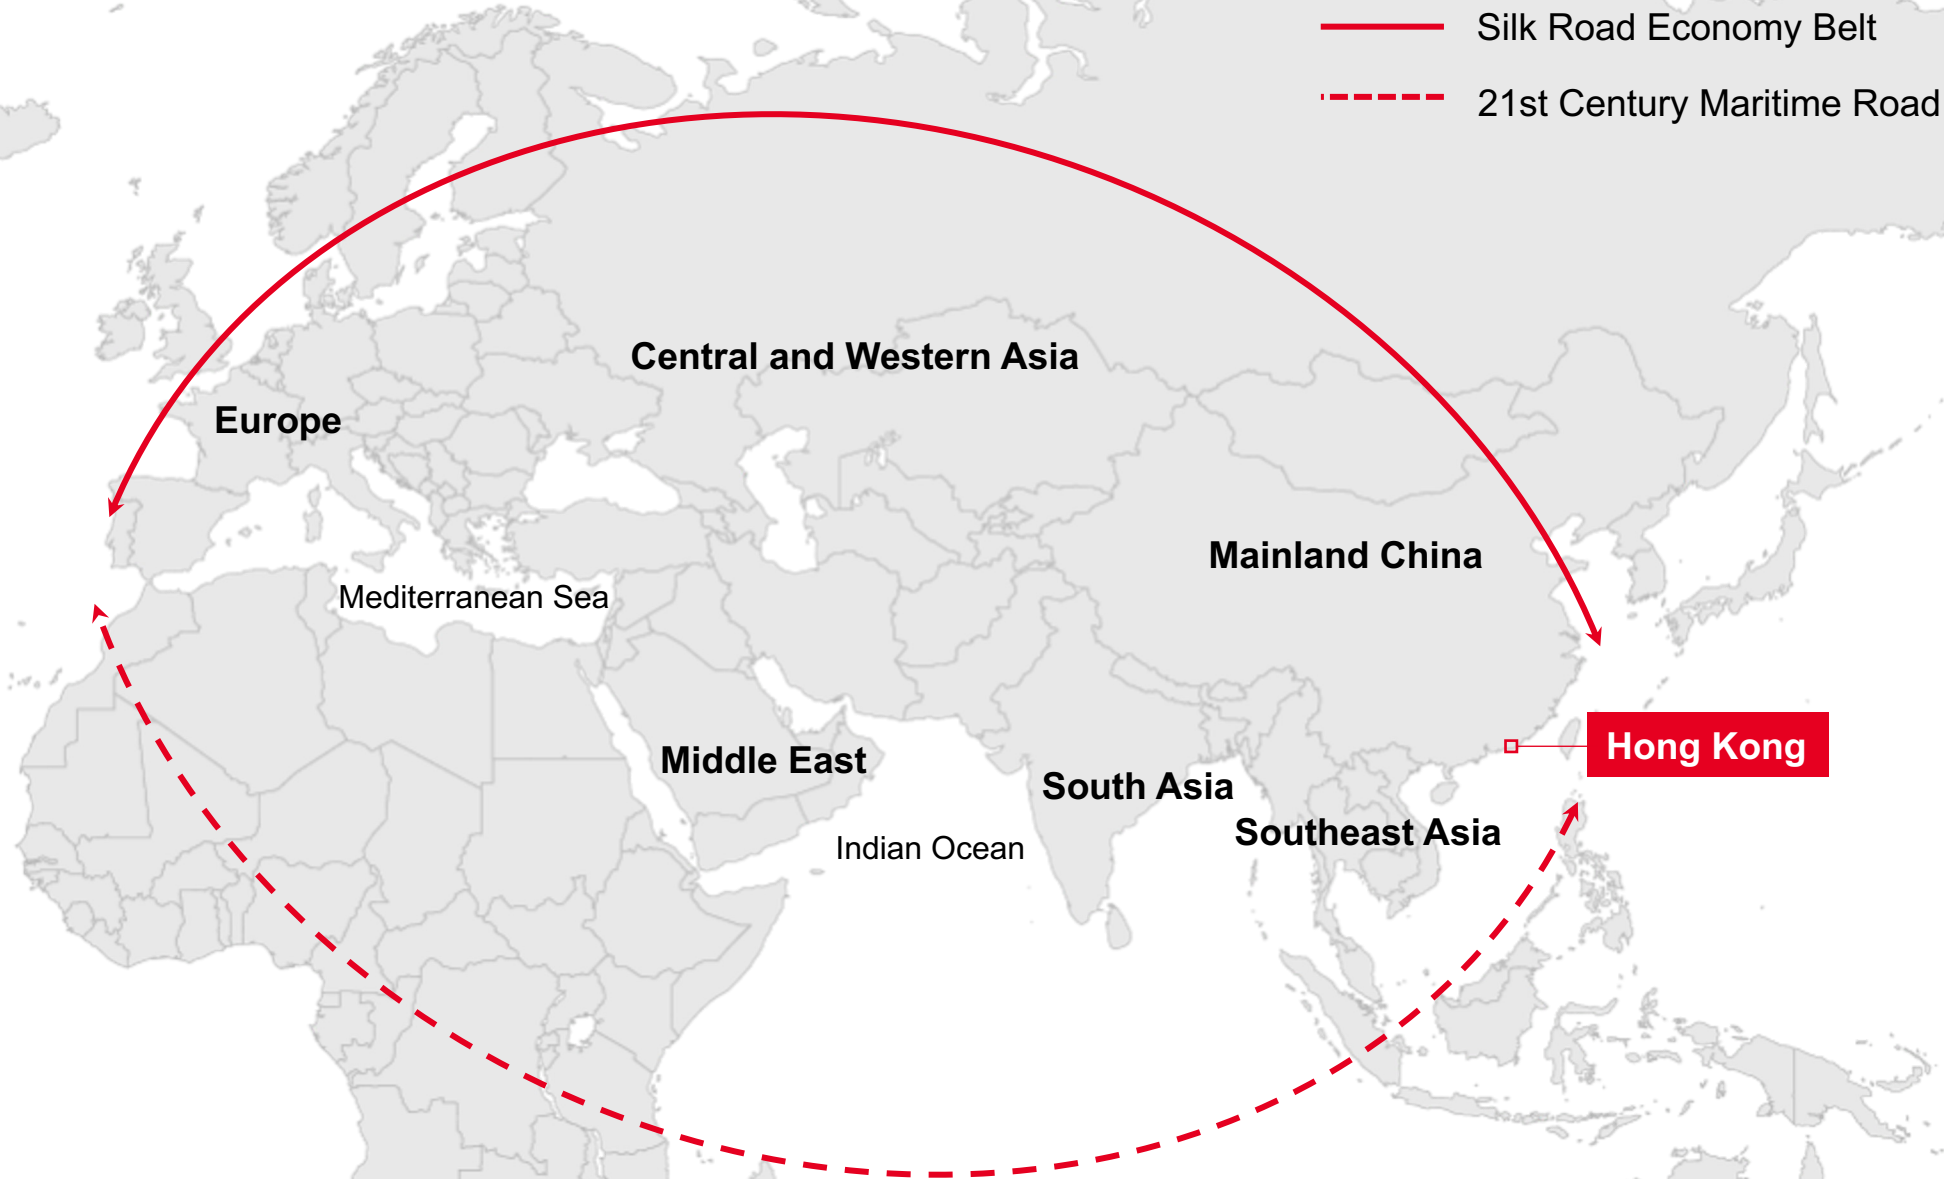 Silk Road Economy Belt
21st Century Maritime Road
Central and Western Asia
Europe
Mainland China
Mediterranean Sea
Hong Kong
Middle East
South Asia
Southeast Asia
Indian Ocean